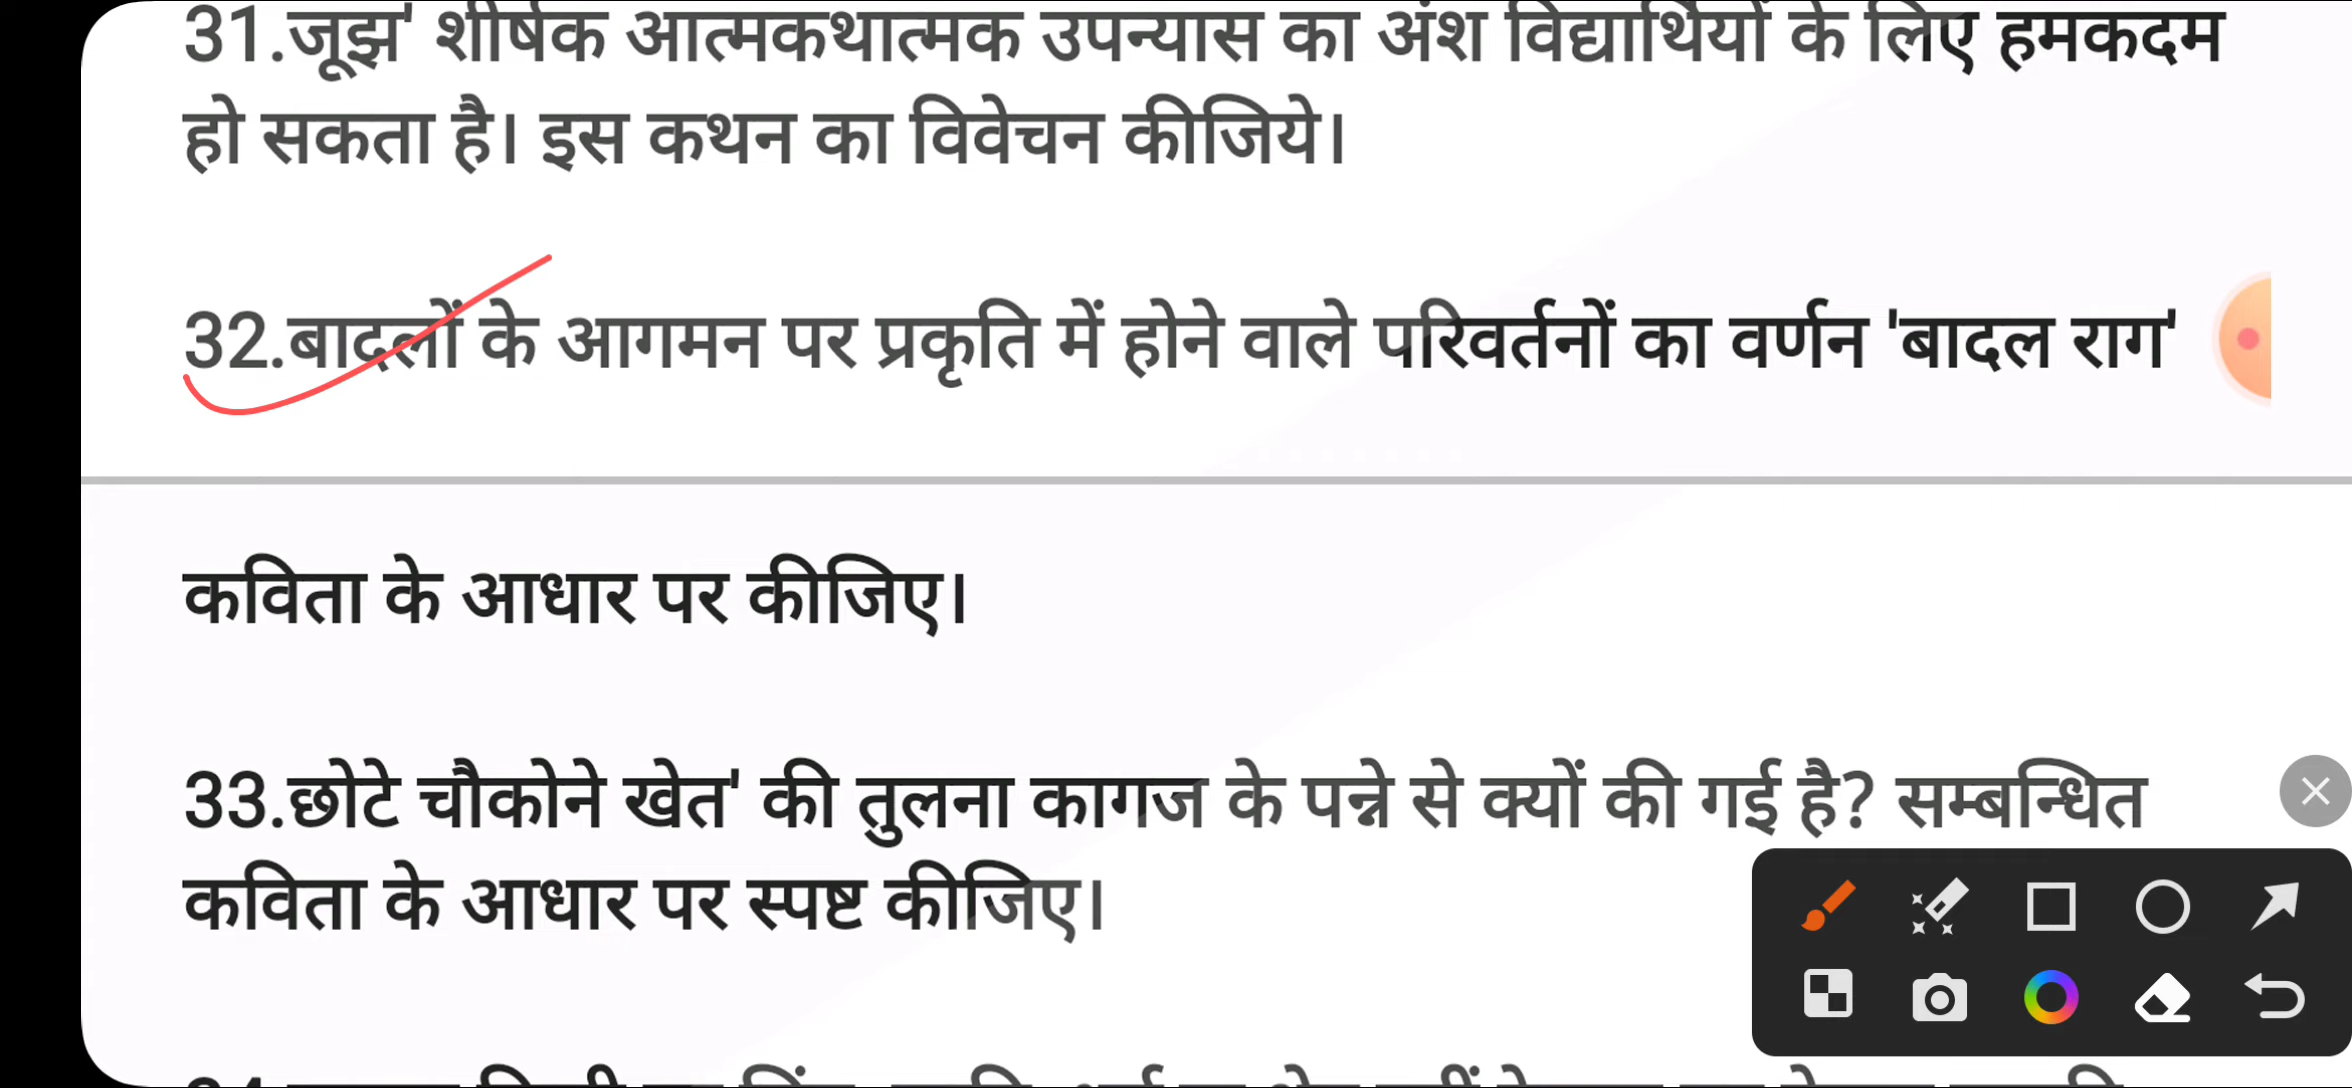 31.जूझ' शीर्षक आत्मकथात्मक उपन्यास का अंश विद्यार्थियों के लिए हमकदम
हो सकता है। इस कथन का विवेचन कीजिये।
32.बादलों के आगमन पर प्रकृति में होने वाले परिवर्तनों का वर्णन 'बादल राग'
कविता के आधार पर कीजिए।
33.छोटे चौकोने खेत' की तुलना कागज के पन्ने से क्यों की गई है? सम्बन्धित
कविता के आधार पर स्पष्ट कीजिए।